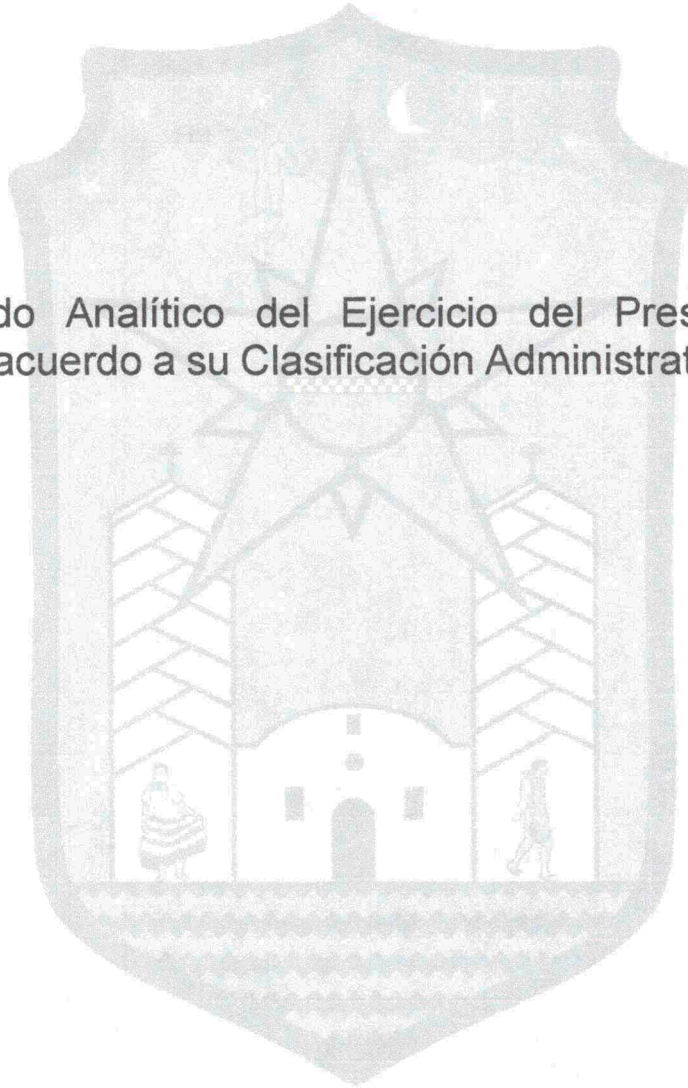 do Analítico del Ejercicio del Pres
acuerdo a su Clasificación Administrat